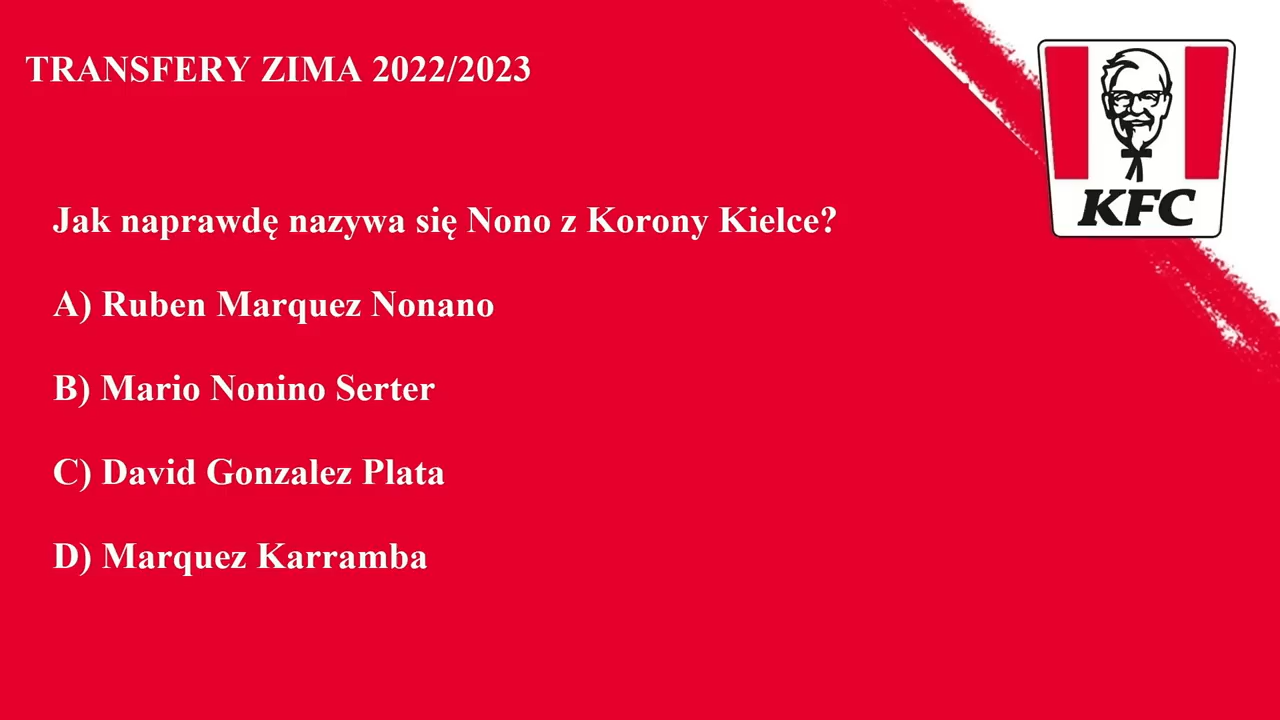 TRANSFERY ZIMA 2022/2023
KFC
Jak naprawdę nazywa się Nono z Korony Kielce?
A) Ruben Marquez Nonano
B) Mario Nonino Serter
C) David Gonzalez Plata
D) Marquez Karramba